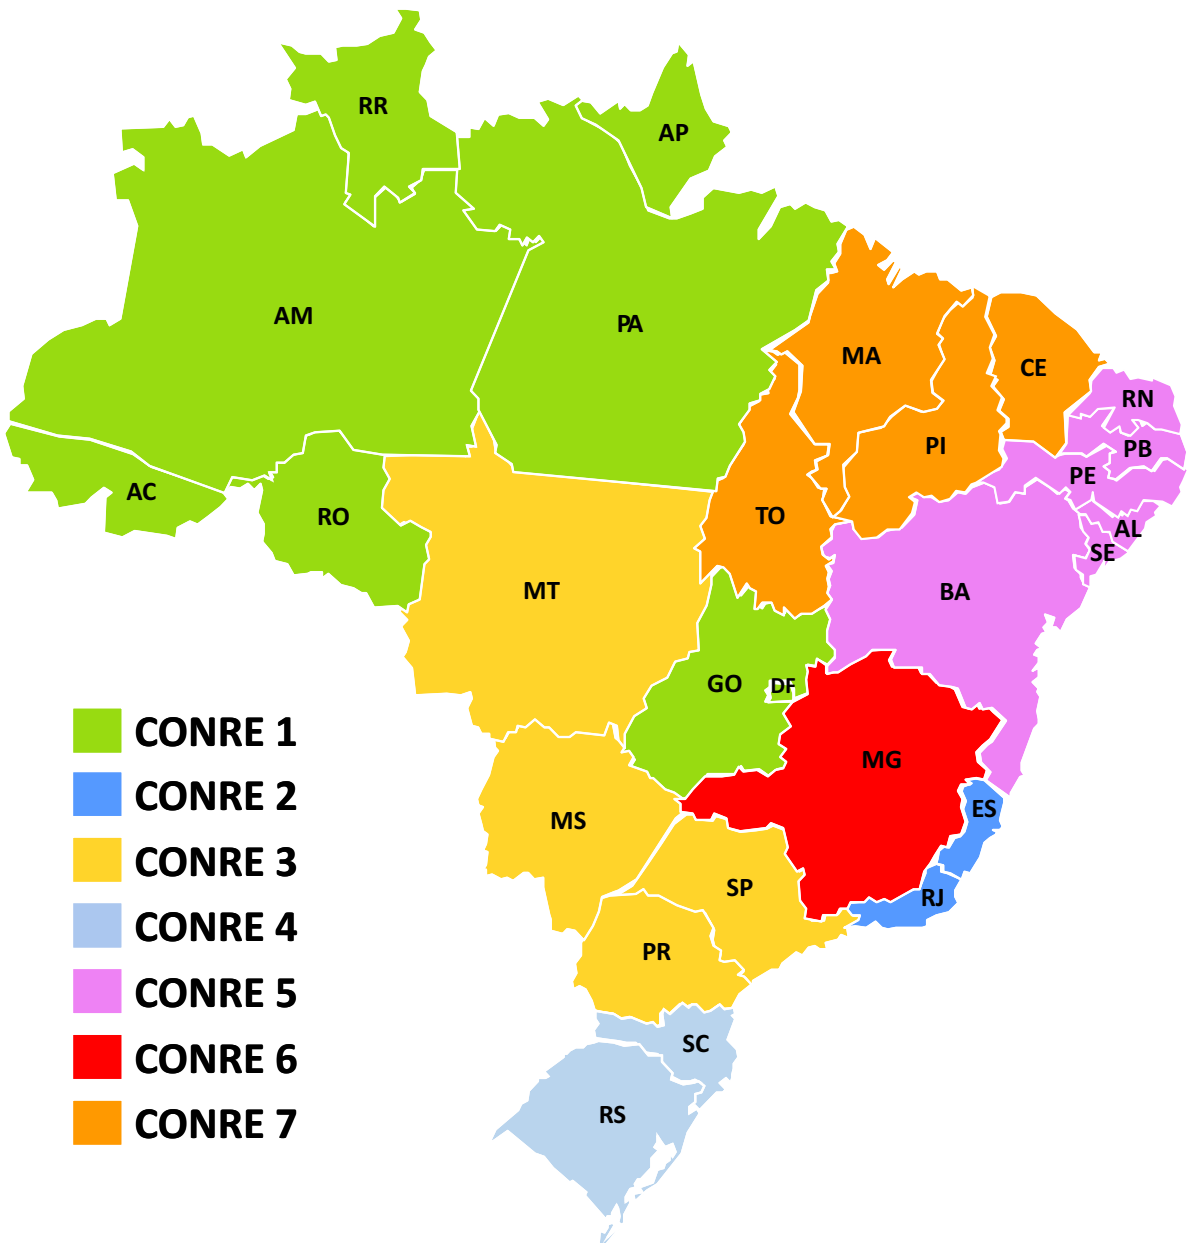 RR
AP
AM
PA
MA
CE
RN
PI
PB
PE
AC
RO
TO
AL
SE
MT
BA
GO
DF
MG
MS
ES
SP
RJ
PR
SC
RS
CONRE 1
CONRE 2
CONRE 3
CONRE 4
CONRE 5
CONRE 6
CONRE 7